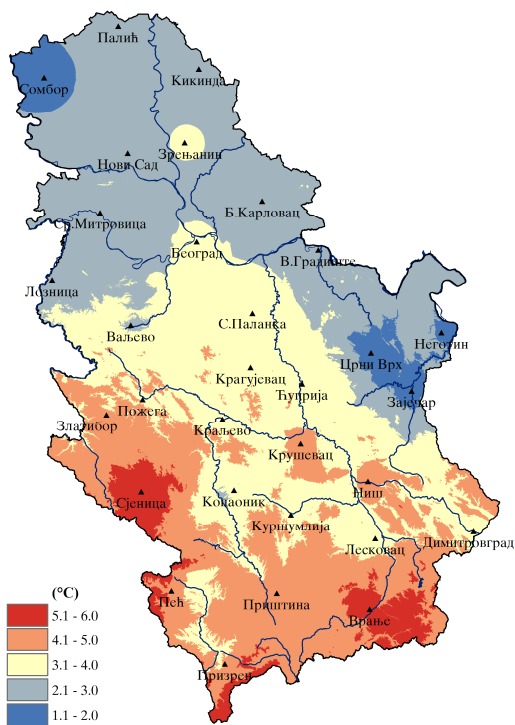 Палић
Кикинда
Сомбор
Зрењанин
Нови Сад
Б.Карловац
Ср.Митровица
Београд
В.Градиште
Лозница
С.Паланка
Ваљево
Неготин
Црни Врх
Крагујевац
Ћуприја
Зајечар
Пожега
Златибор
Краљево
Крушевац
Ниш
Сјеница
Копаоник
Куршумлија
Димитровград
Лесковац
Пећ
Приштина
Врање
Призрен
(°C)
5.1 - 6.0
4.1 - 5.0
3.1 - 4.0
2.1 - 3.0
1.1 - 2.0